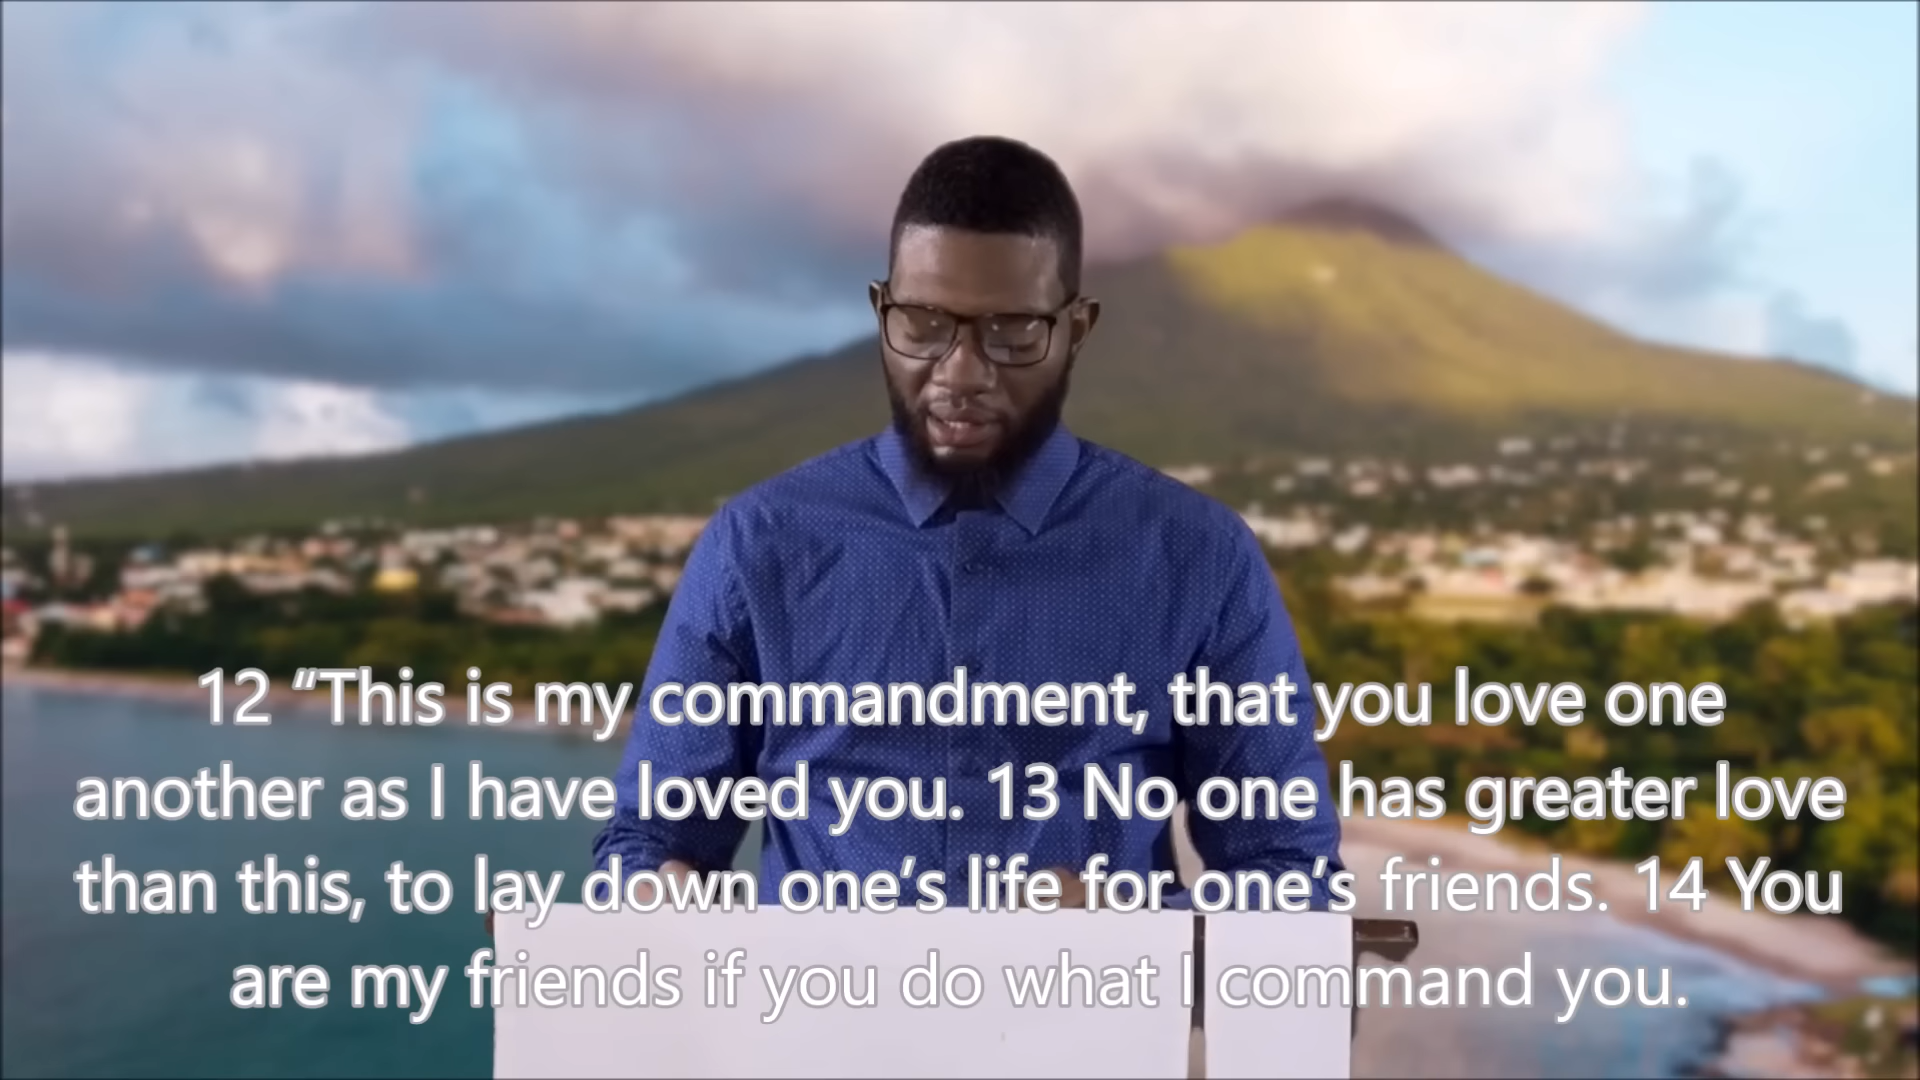 12 “This is my commandment, that you love one
another as I have loved you. 13 No one has greater love
than this, to lay down one’s life for one’s friends. 14 You
are my friends if you do what I command you.